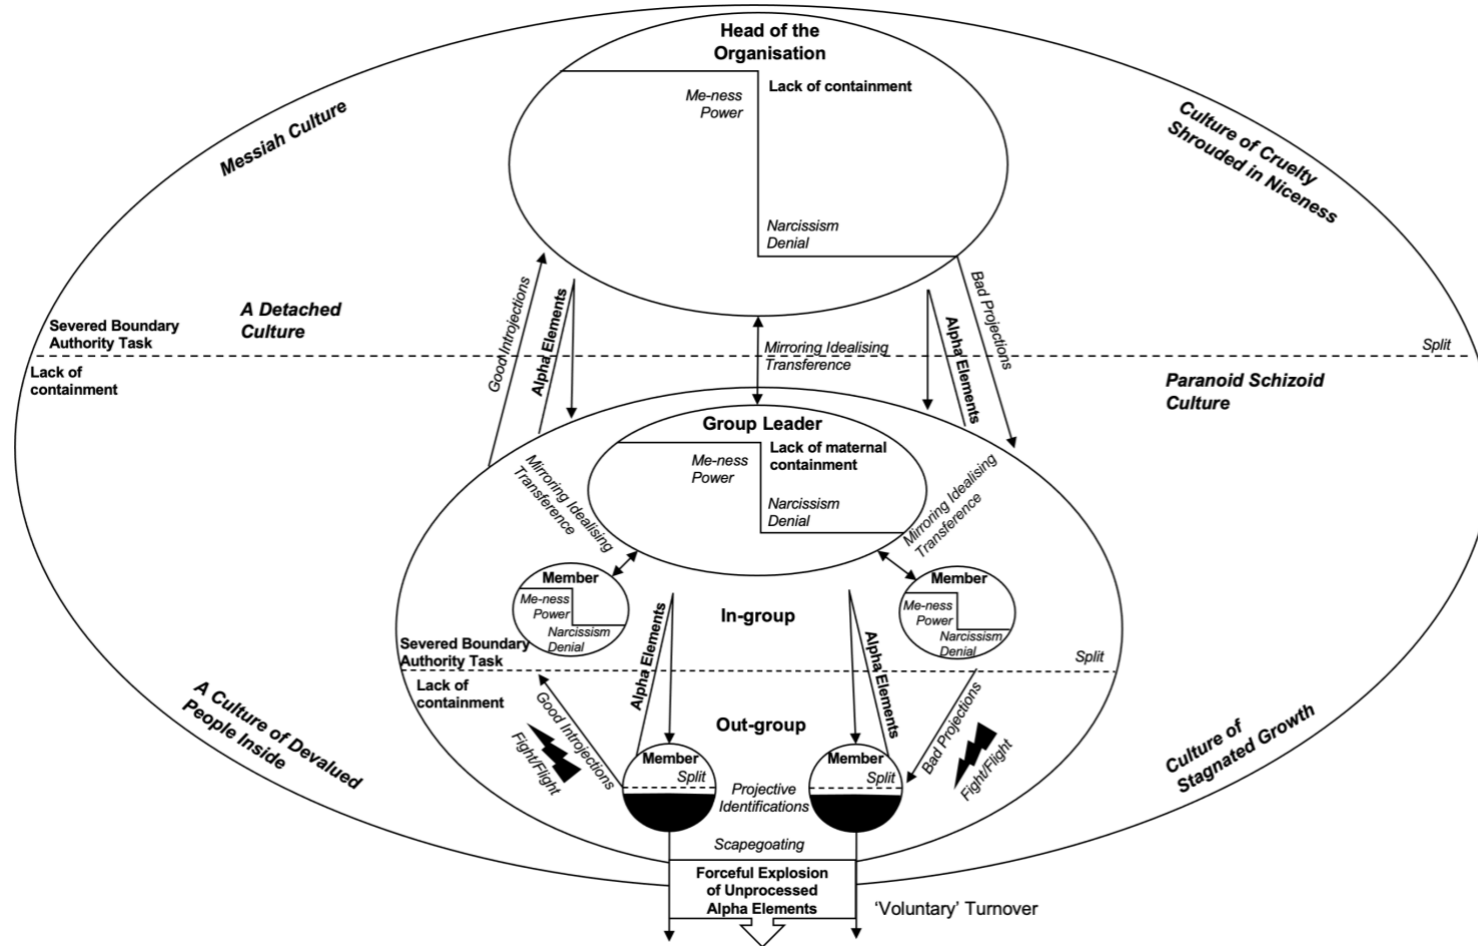 Head of the
Organisation
Me-ness
Power
Lack of containment
Narcissism
Denial
Messiah Culture
Culture of Cruelty
Shrouded in Niceness
A Detached
Culture
Severed Boundary
Authority Task
Lack of
containment
Good Introjections
Alpha Elements
Mirroring Idealising
Transference
Alpha Elements
Bad Projections
Split
Paranoid Schizoid
Culture
Group Leader
Me-ness
Power
Lack of maternal
containment
Narcissism
Denial
Mirroring Idealising
Transference
Mirroring Idealising
Transference
Member
Me-ness
Power
Narcissism
Denial
Member
Me-ness
Power
Narcissism
Denial
In-group
Severed Boundary
Authority Task
Split
Lack of
containment
Alpha Elements
Alpha Elements
Good Introjections
Bad Projections
Out-group
Fight/Flight
Fight/Flight
Member
Split
Member
Split
Projective
Identifications
A Culture of Devalued
People Inside
Culture of
Stagnated Growth
Scapegoating
Forceful Explosion
of Unprocessed
Alpha Elements
'Voluntary' Turnover